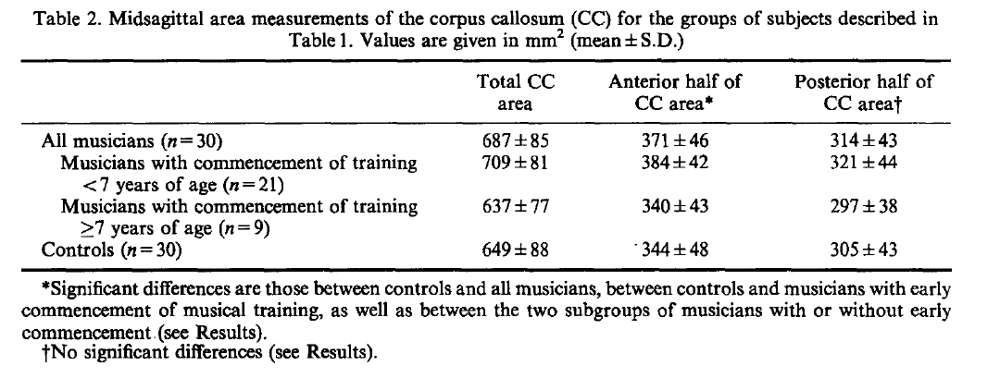 Table 2. Midsagittal area measurements of the corpus callosum (CC) for the groups of subjects described in
Table 1. Values are given in mm² (mean ± S.D.)
Total CC area Anterior half of CC area* Posterior half of CC area†
All musicians (n = 30) 687 ± 85 371 ± 46 314 ± 43
Musicians with commencement of training 709 ± 81 384 ± 42 321 ± 44
<7 years of age (n = 21)
Musicians with commencement of training 637 ± 77 340 ± 43 297 ± 38
≥7 years of age (n = 9)
Controls (n = 30) 649 ± 88 344 ± 48 305 ± 43
*Significant differences are those between controls and all musicians, between controls and musicians with early
commencement of musical training, as well as between the two subgroups of musicians with or without early
commencement (see Results).
†No significant differences (see Results).